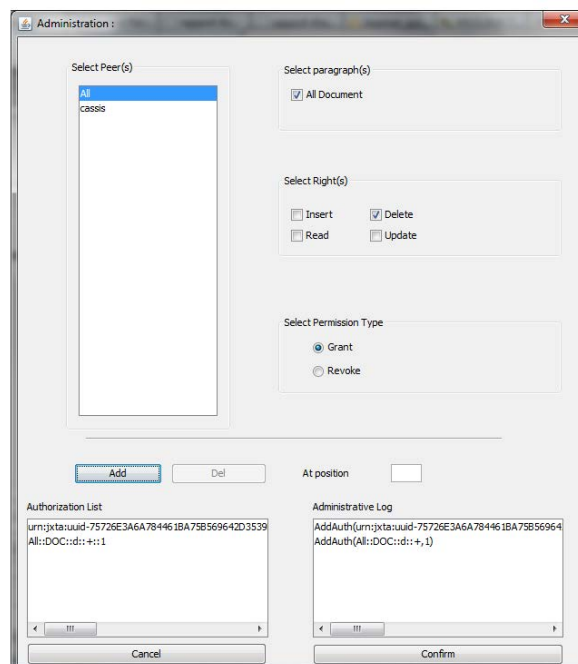 Administration :
Select Peer(s)
All
cassis
Select paragraph(s)
All Document
Select Right(s)
Insert
Delete
Read
Update
Select Permission Type
Grant
Revoke
Add
Del
At position
Authorization List
urn:jxta:uuid-75726E3A6A784461BA75B569642D3539
All::DOC::d::+::1
Administrative Log
AddAuth(urn:jxta:uuid-75726E3A6A784461BA75B56964
AddAuth(All::DOC::d::+,1)
Cancel
Confirm